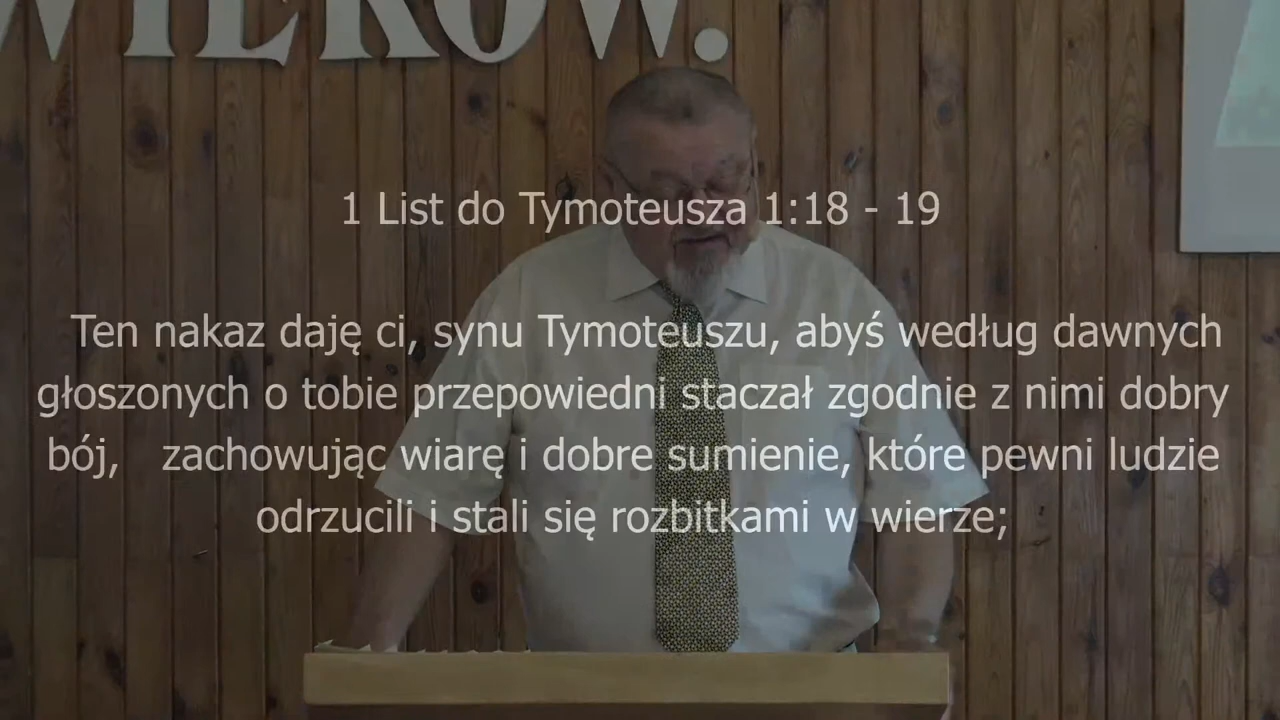 WIEKÓW.
1 List do Tymoteusza 1:18 - 19
Ten nakaz daję ci, synu Tymoteuszu, abyś według dawnych
głoszonych o tobie przepowiedni staczał zgodnie z nimi dobry
bój, zachowując wiarę i dobre sumienie, które pewni ludzie
odrzucili i stali się rozbitkami w wierze;